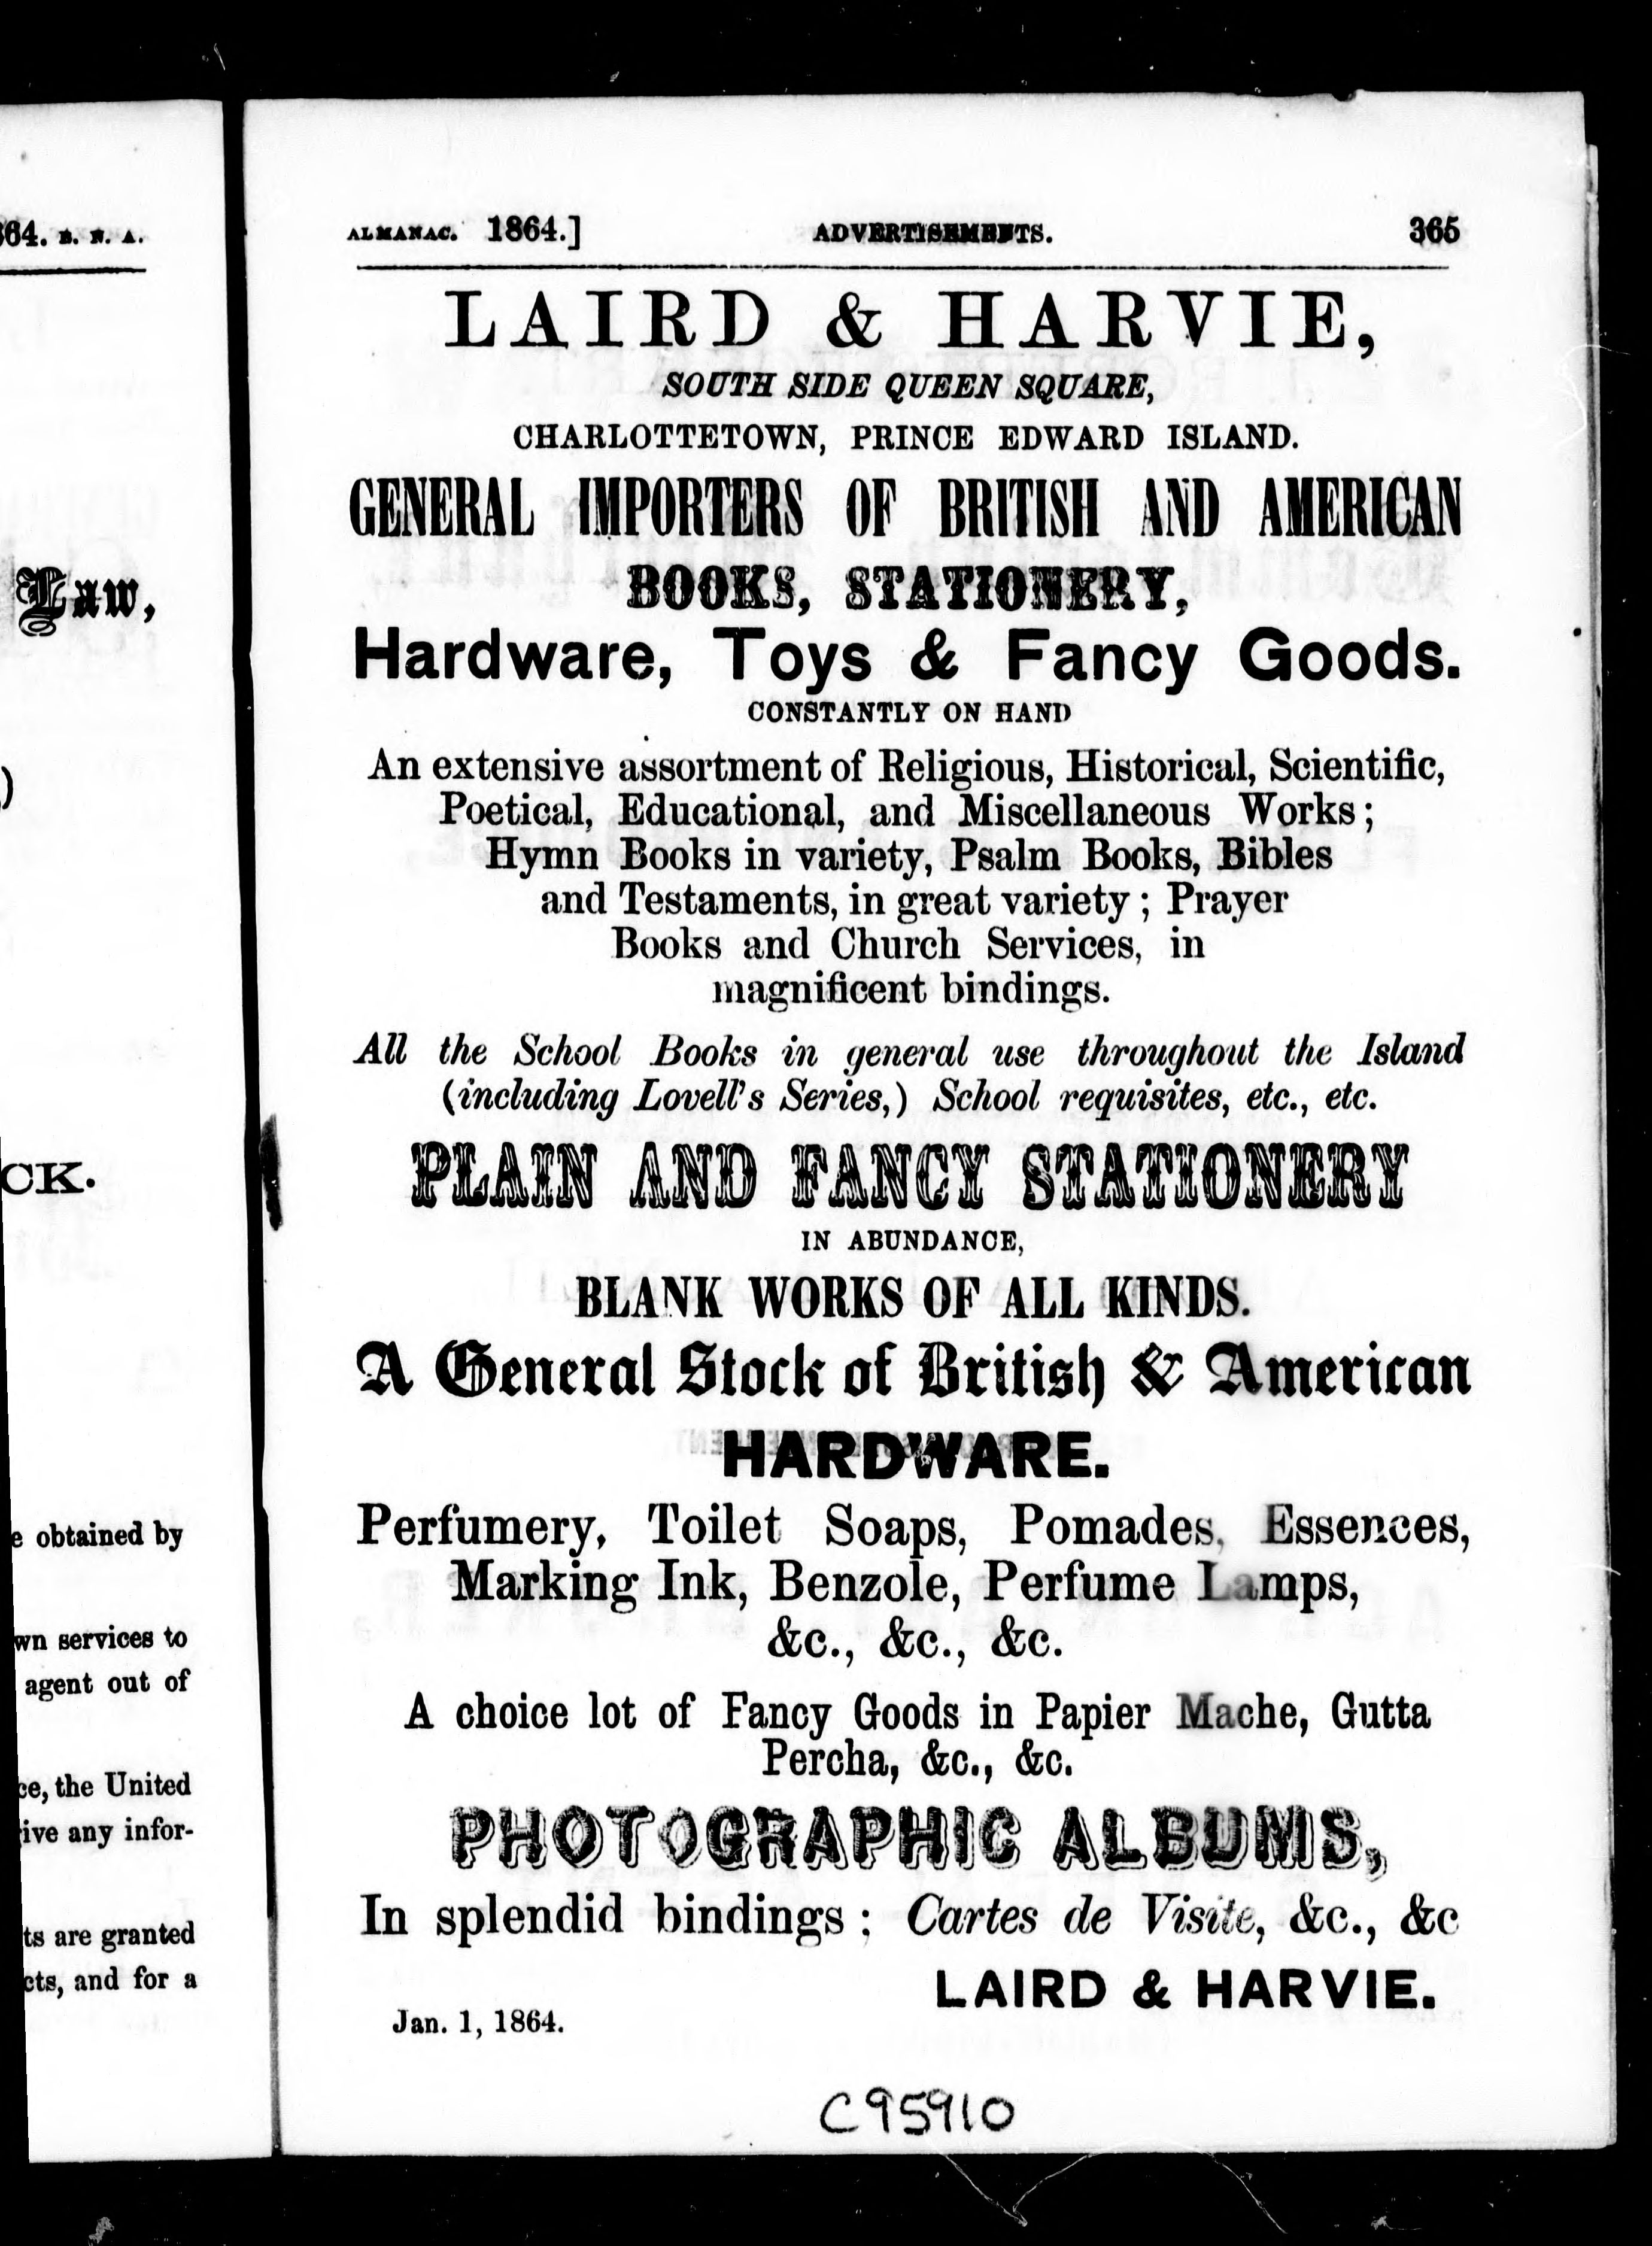 64. B. N. A.
Law,
)
CK.
e obtained by
wn services to
agent out of
ce, the United
ive any infor-
ts are granted
cts, and for a
ALMANAC. 1864.] ADVERTISEMENTS. 365
LAIRD & HARVIE,
SOUTH SIDE QUEEN SQUARE,
CHARLOTTETOWN, PRINCE EDWARD ISLAND.
GENERAL IMPORTERS OF BRITISH AND AMERICAN
BOOKS, STATIONERY,
Hardware, Toys & Fancy Goods.
CONSTANTLY ON HAND
An extensive assortment of Religious, Historical, Scientific,
Poetical, Educational, and Miscellaneous Works;
Hymn Books in variety, Psalm Books, Bibles
and Testaments, in great variety; Prayer
Books and Church Services, in
magnificent bindings.
All the School Books in general use throughout the Island
(including Lovell's Series,) School requisites, etc., etc.
PLAIN AND FANCY STATIONERY
IN ABUNDANCE,
BLANK WORKS OF ALL KINDS.
A General Stock of British & American
HARDWARE.
Perfumery, Toilet Soaps, Pomades, Essences,
Marking Ink, Benzole, Perfume Lamps,
&c., &c., &c.
A choice lot of Fancy Goods in Papier Mache, Gutta
Percha, &c., &c.
PHOTOGRAPHIC ALBUMS,
In splendid bindings; Cartes de Visite, &c., &c
LAIRD & HARVIE.
Jan. 1, 1864.
C95910